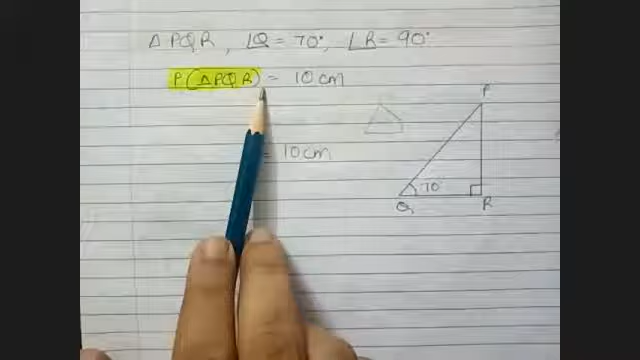 △ PQR , ∠Q = 70° ∠R = 90°
P(△PQR) = 10 cm
= 10 cm
P
70°
Q
R